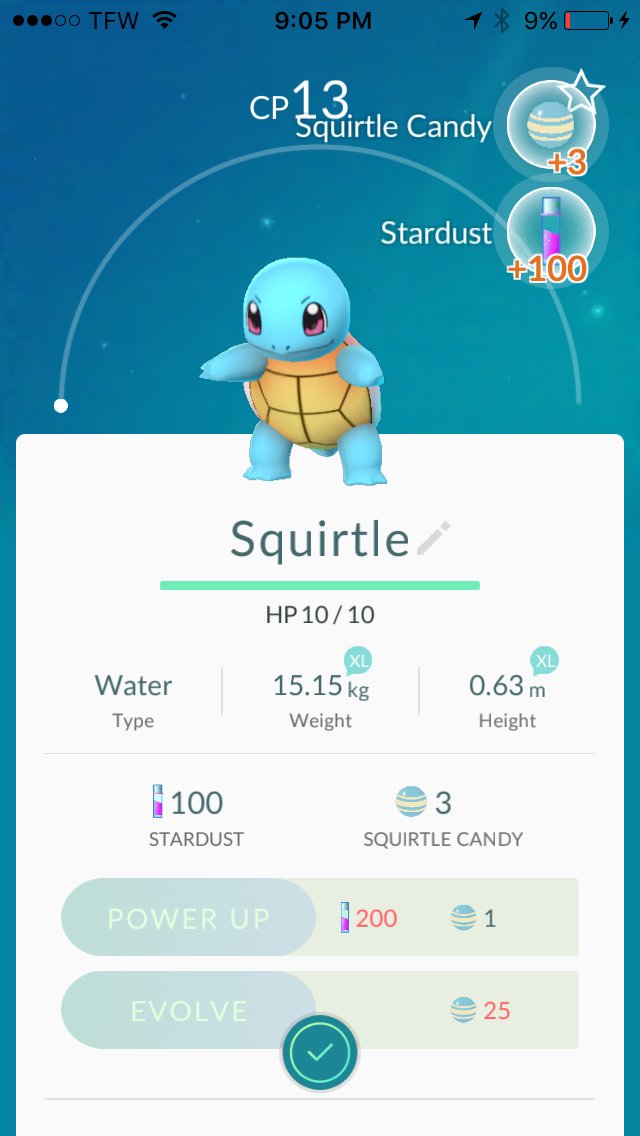 TFW 9:05 PM 9%
CP13
Squirtle Candy
+3
Stardust
+100
Squirtle
HP 10 / 10
XL XL
Water 15.15 kg 0.63 m
Type Weight Height
100 3
STARDUST SQUIRTLE CANDY
POWER UP 200 1
EVOLVE 25